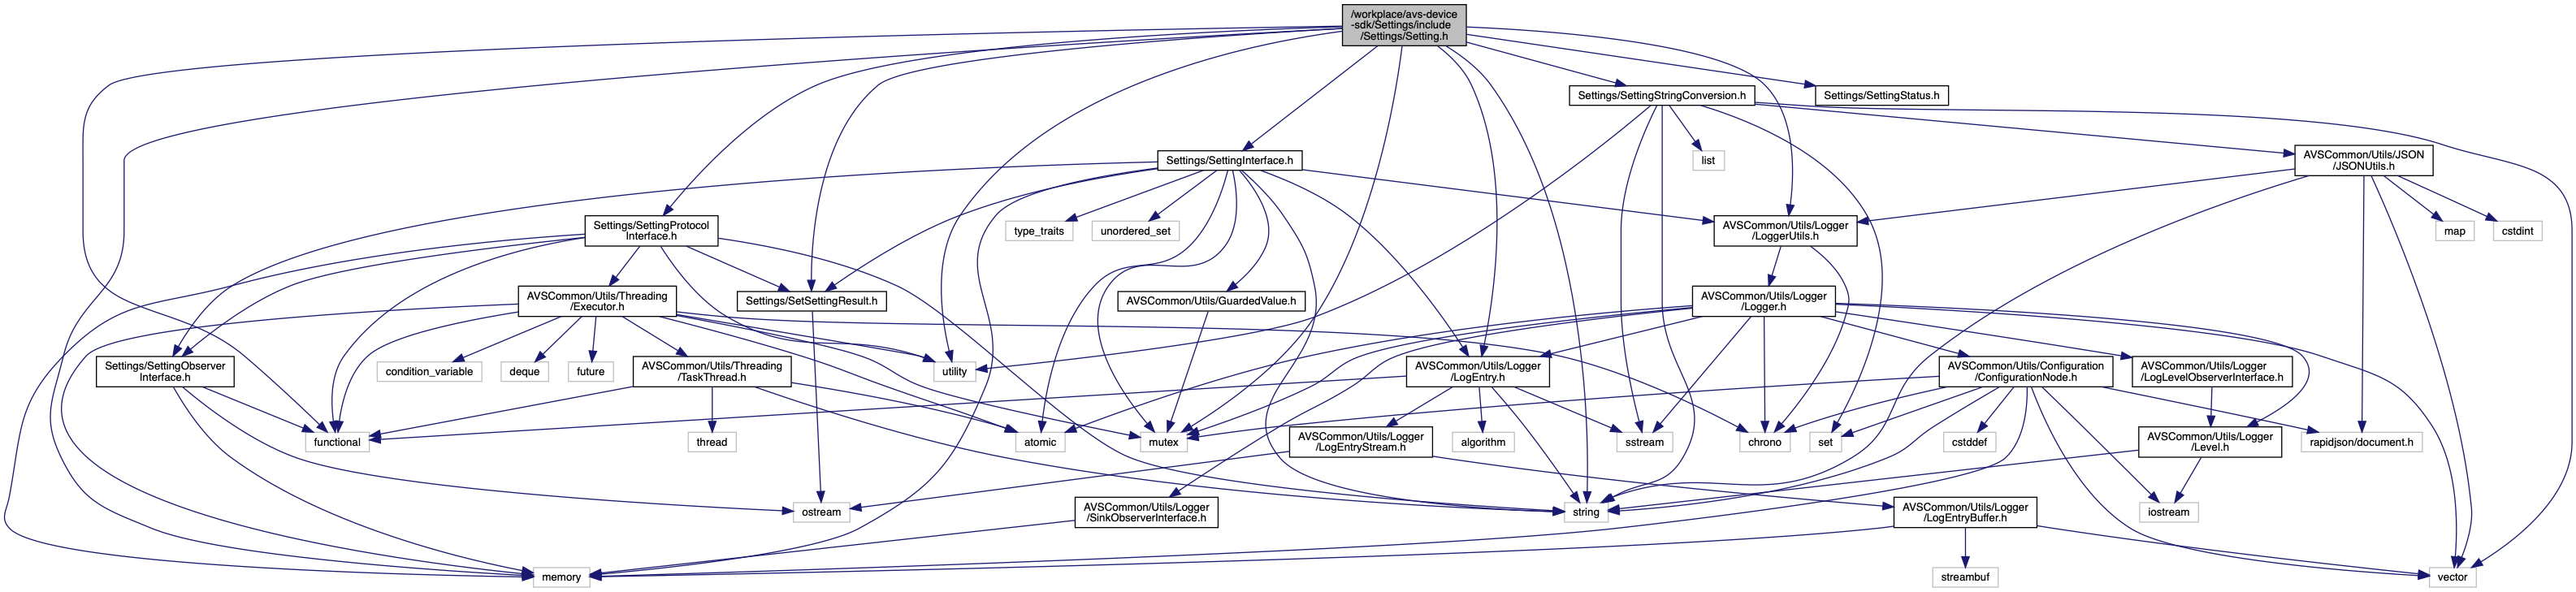 /workplace/avs-device
-sdk/Settings/include
/Settings/Setting.h
Settings/SettingStringConversion.h
Settings/SettingStatus.h
Settings/SettingInterface.h
list
AVSCommon/Utils/JSON
/JSONUtils.h
Settings/SettingProtocol
Interface.h
type_traits
unordered_set
AVSCommon/Utils/Logger
/LoggerUtils.h
map
cstdint
AVSCommon/Utils/Threading
/Executor.h
Settings/SetSettingResult.h
AVSCommon/Utils/GuardedValue.h
AVSCommon/Utils/Logger
/Logger.h
Settings/SettingObserver
Interface.h
condition_variable
deque
future
AVSCommon/Utils/Threading
/TaskThread.h
utility
AVSCommon/Utils/Logger
/LogEntry.h
AVSCommon/Utils/Configuration
/ConfigurationNode.h
AVSCommon/Utils/Logger
/LogLevelObserverInterface.h
functional
thread
atomic
mutex
AVSCommon/Utils/Logger
/LogEntryStream.h
algorithm
sstream
chrono
set
cstddef
AVSCommon/Utils/Logger
/Level.h
rapidjson/document.h
ostream
AVSCommon/Utils/Logger
/SinkObserverInterface.h
string
AVSCommon/Utils/Logger
/LogEntryBuffer.h
iostream
memory
streambuf
vector